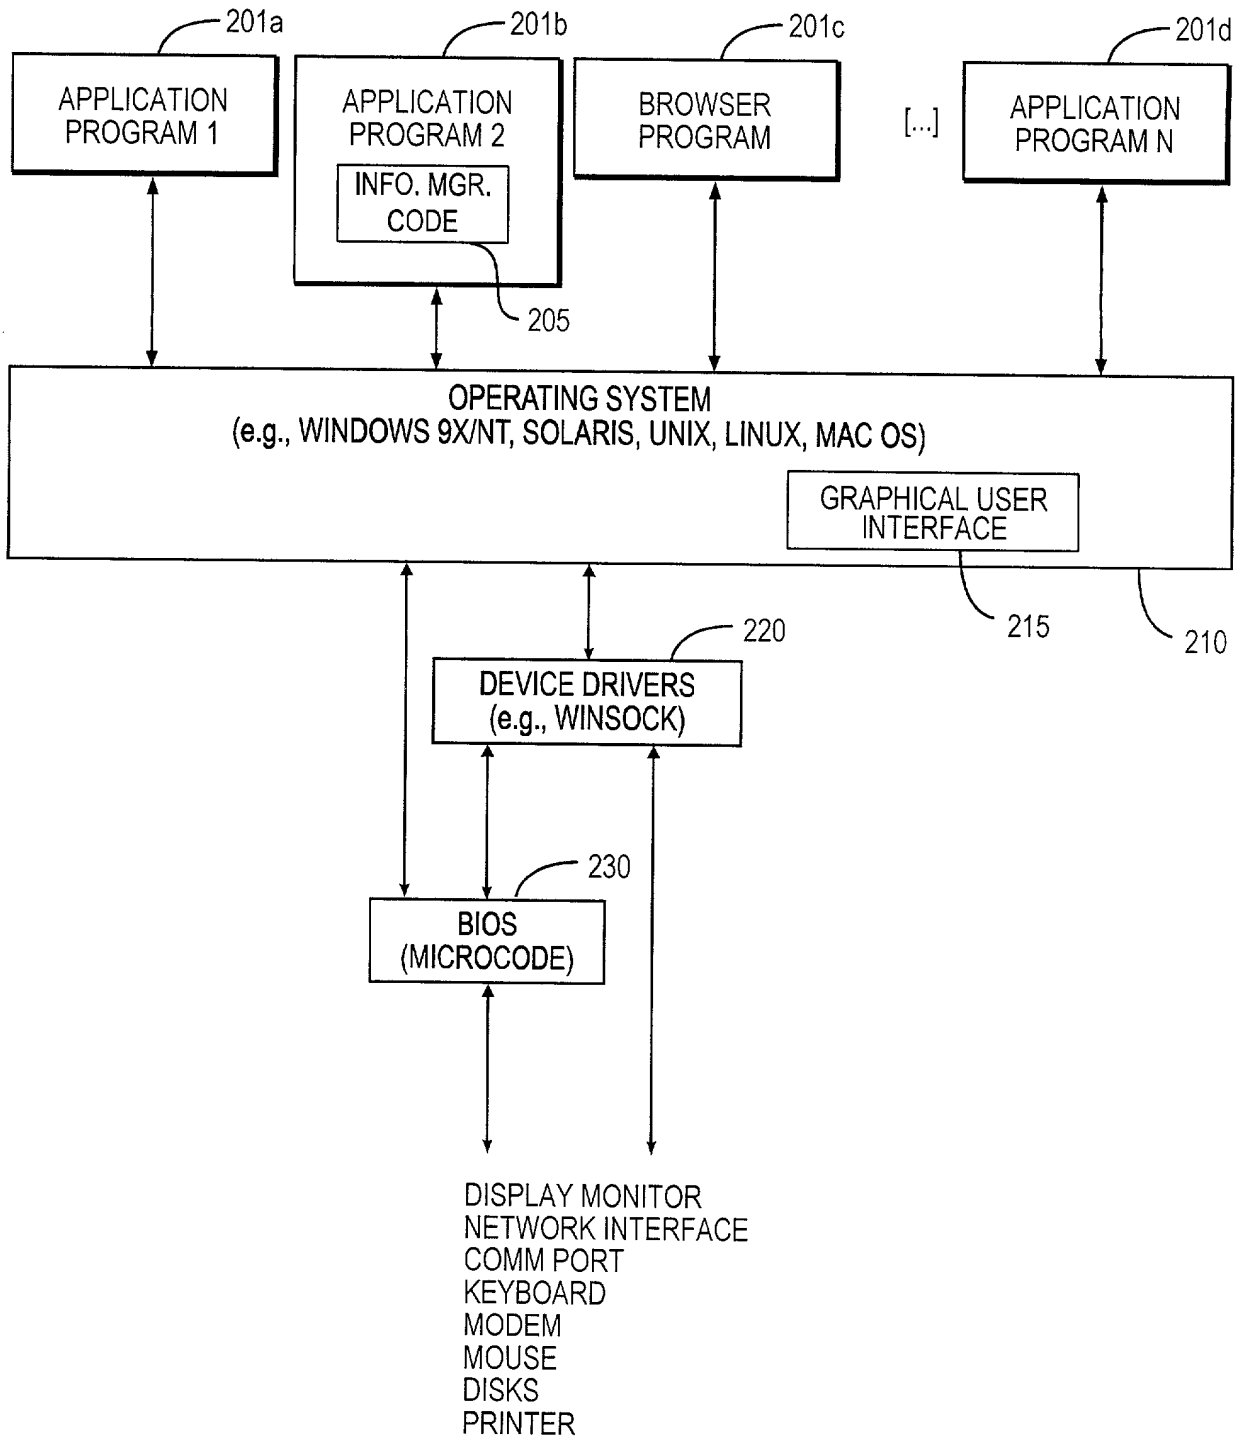 201a
201b
201c
201d
APPLICATION
PROGRAM 1
APPLICATION
PROGRAM 2
INFO. MGR.
CODE
BROWSER
PROGRAM
[...]
APPLICATION
PROGRAM N
205
OPERATING SYSTEM
(e.g., WINDOWS 9X/NT, SOLARIS, UNIX, LINUX, MAC OS)
GRAPHICAL USER
INTERFACE
215
210
220
DEVICE DRIVERS
(e.g., WINSOCK)
230
BIOS
(MICROCODE)
DISPLAY MONITOR
NETWORK INTERFACE
COMM PORT
KEYBOARD
MODEM
MOUSE
DISKS
PRINTER